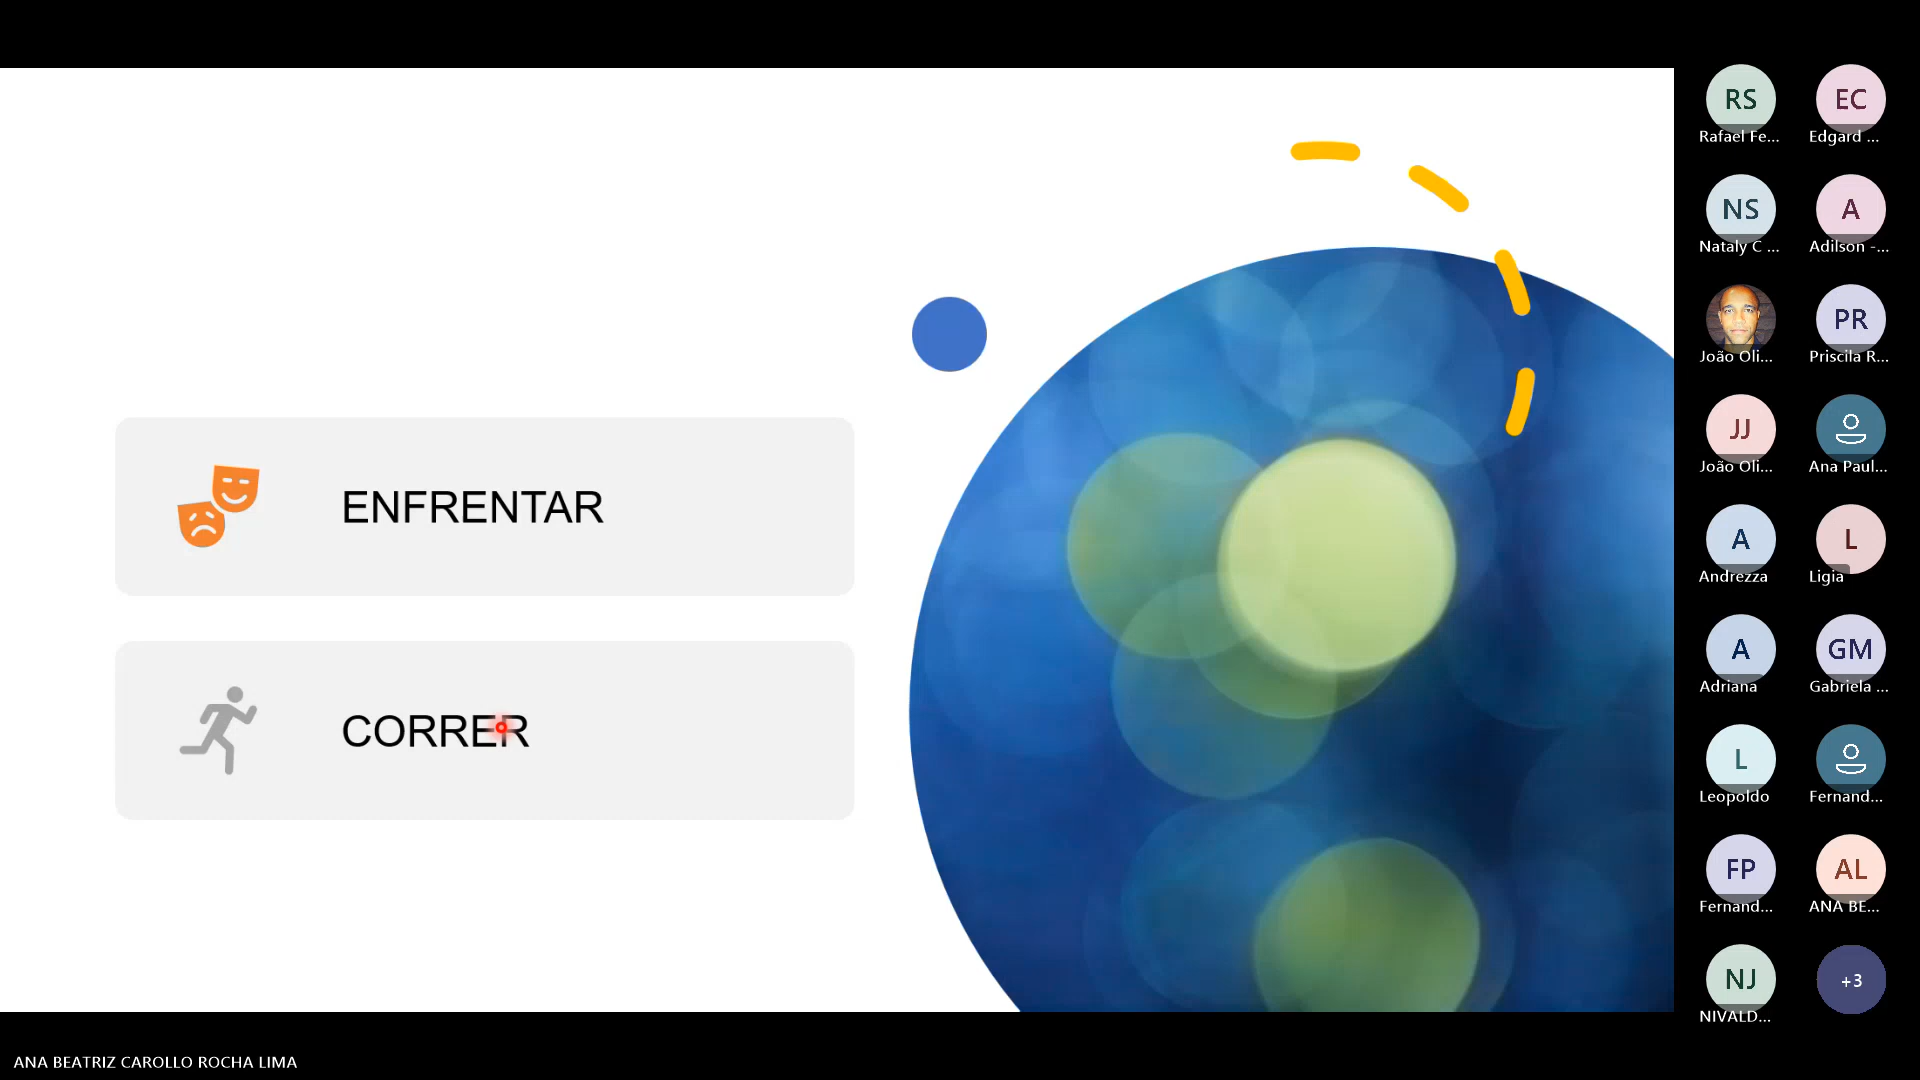 ENFRENTAR
CORRER
RS
Rafael Fe...
EC
Edgard ...
NS
Nataly C ...
A
Adilson -...
João Oli...
PR
Priscila R...
JJ
João Oli...
Ana Paul...
A
Andrezza
L
Ligia
A
Adriana
GM
Gabriela ...
L
Leopoldo
Fernand...
FP
Fernand...
AL
ANA BE...
NJ
NIVALD...
+3
ANA BEATRIZ CAROLLO ROCHA LIMA